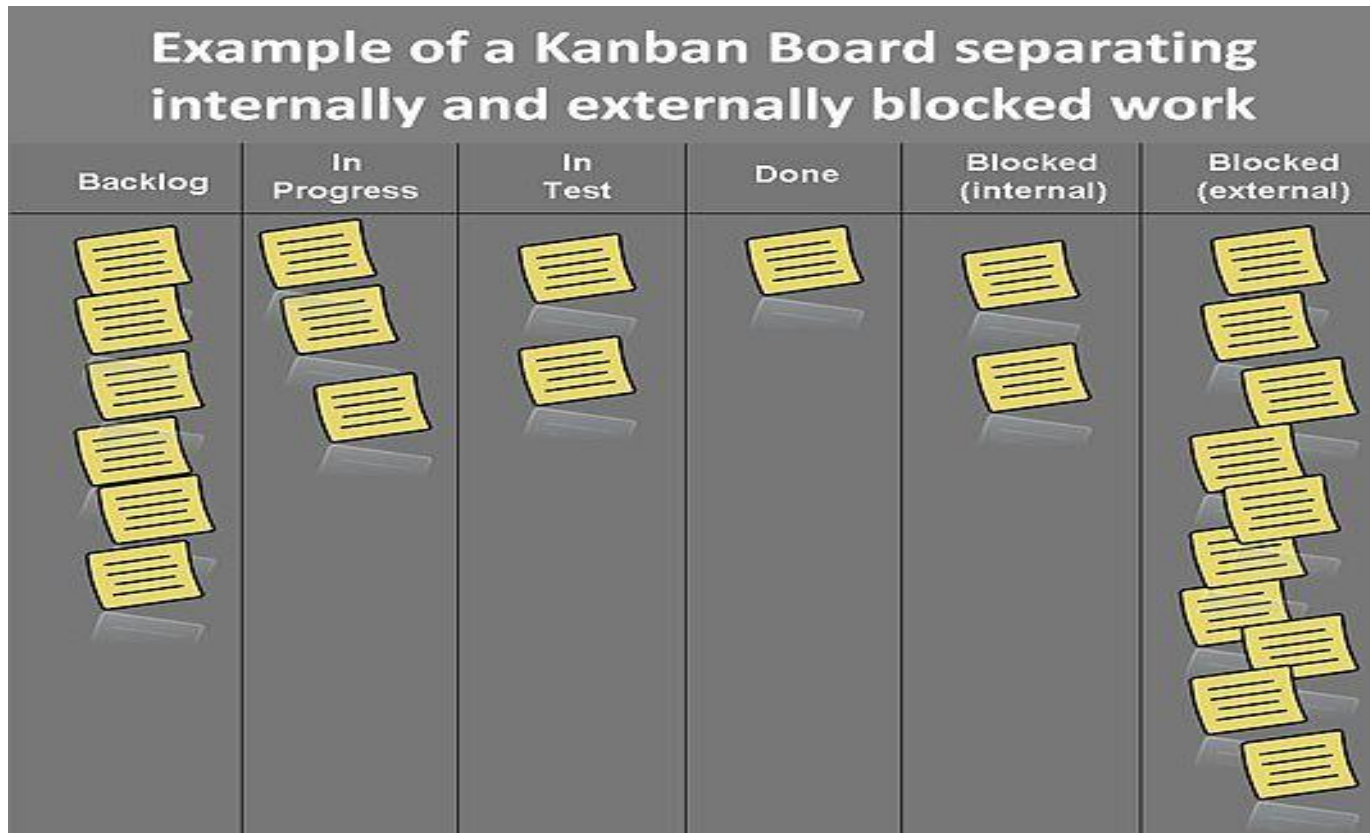 Example of a Kanban Board separating
internally and externally blocked work
Backlog
In
Progress
In
Test
Done
Blocked
(internal)
Blocked
(external)